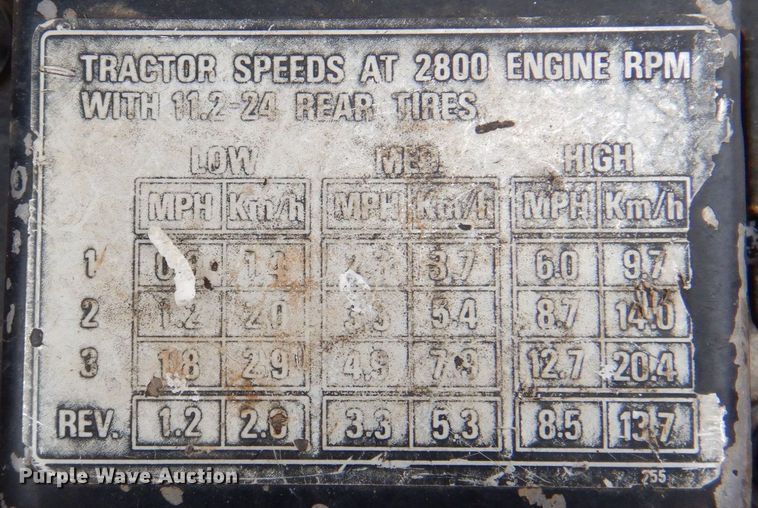 TRACTOR SPEEDS AT 2800 ENGINE RPM
WITH 11.2-24 REAR TIRES
LOW MED. HIGH
MPH Km/h MPH Km/h MPH Km/h
1 3.7 6.0 9.7
2 1.2 2.0 5.4 8.7 14.0
3 1.8 2.9 4.9 7.9 12.7 20.4
REV. 1.2 3.3 5.3 8.5 13.7
255
Purple Wave Auction